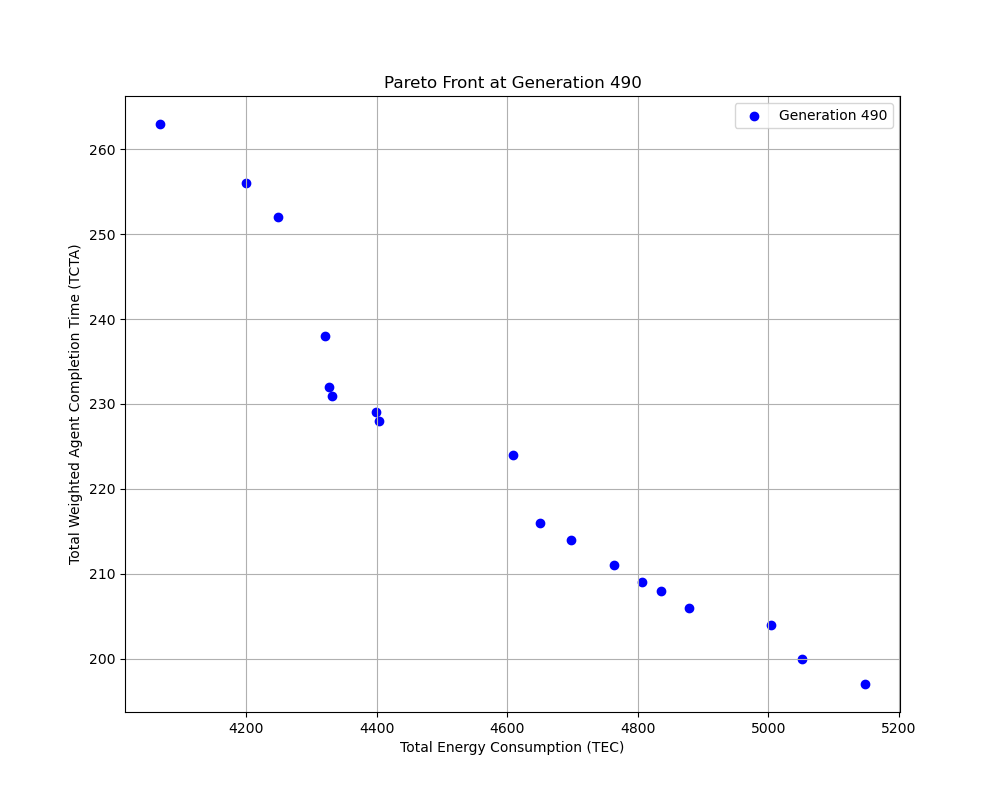 Pareto Front at Generation 490
Generation 490
Total Weighted Agent Completion Time (TCTA)
260
250
240
230
220
210
200
4200 4400 4600 4800 5000 5200
Total Energy Consumption (TEC)